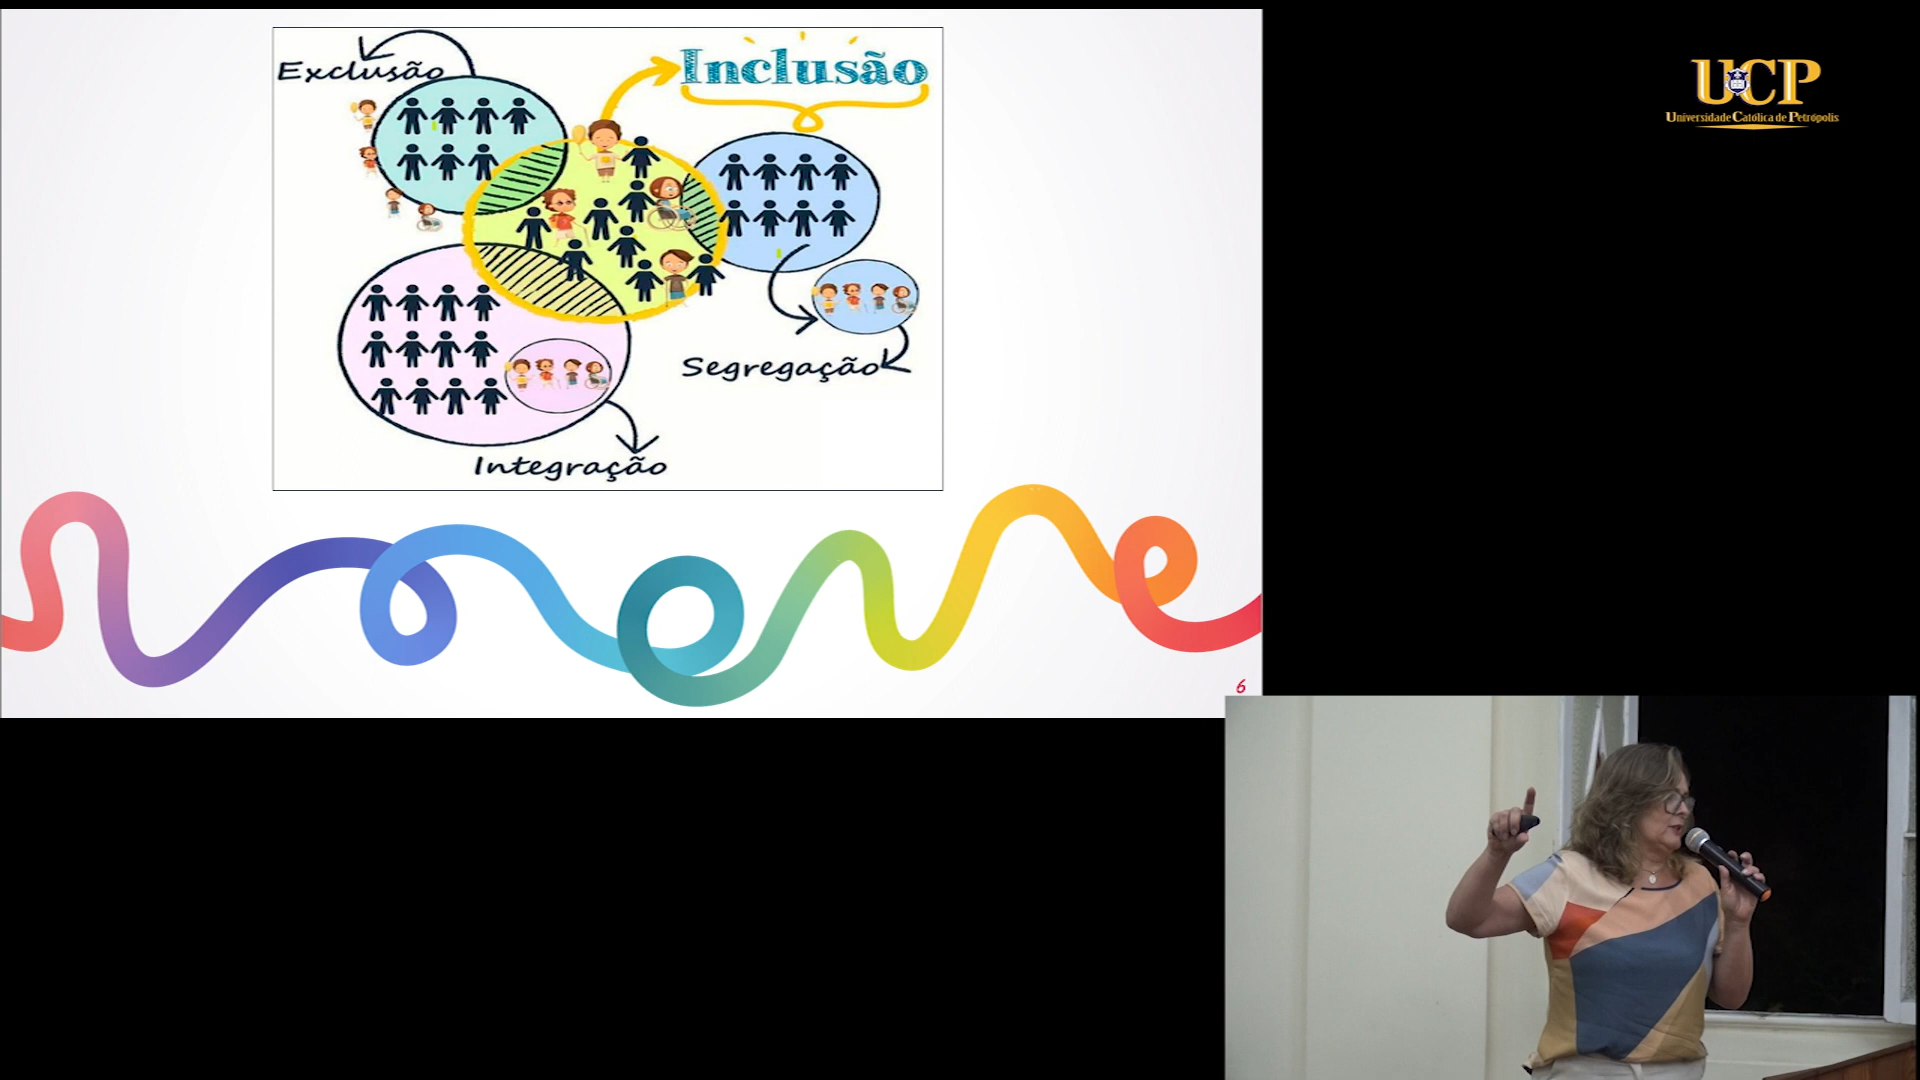 Exclusão
Inclusão
Segregação
Integração
6
UCP
Universidade Católica de Petrópolis